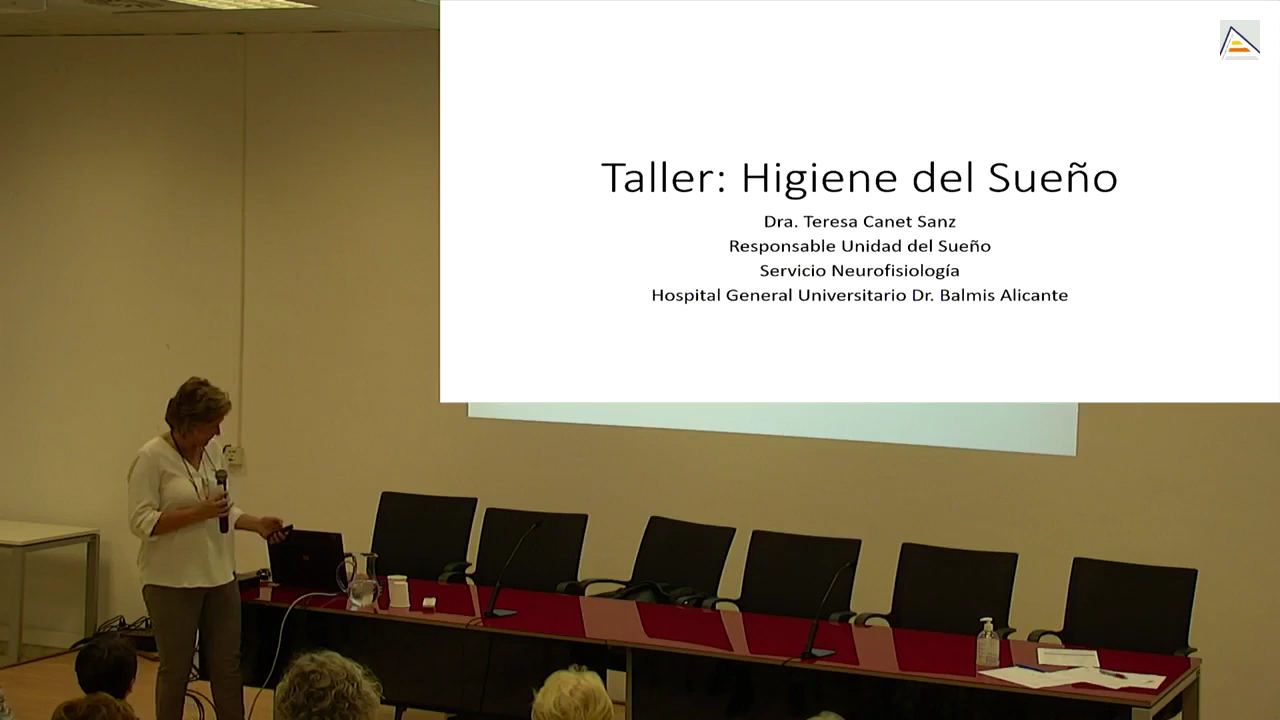 Taller: Higiene del Sueño
Dra. Teresa Canet Sanz
Responsable Unidad del Sueño
Servicio Neurofisiología
Hospital General Universitario Dr. Balmis Alicante